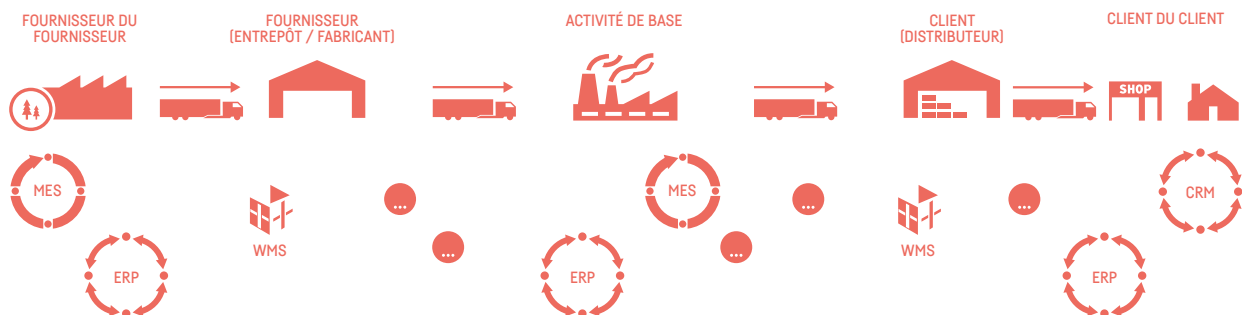 FOURNISSEUR DU
FOURNISSEUR
FOURNISSEUR
(ENTREPÔT / FABRICANT)
ACTIVITÉ DE BASE
CLIENT
(DISTRIBUTEUR)
CLIENT DU CLIENT
SHOP
MES
WMS
...
MES
...
WMS
...
CRM
ERP
...
ERP
...
ERP